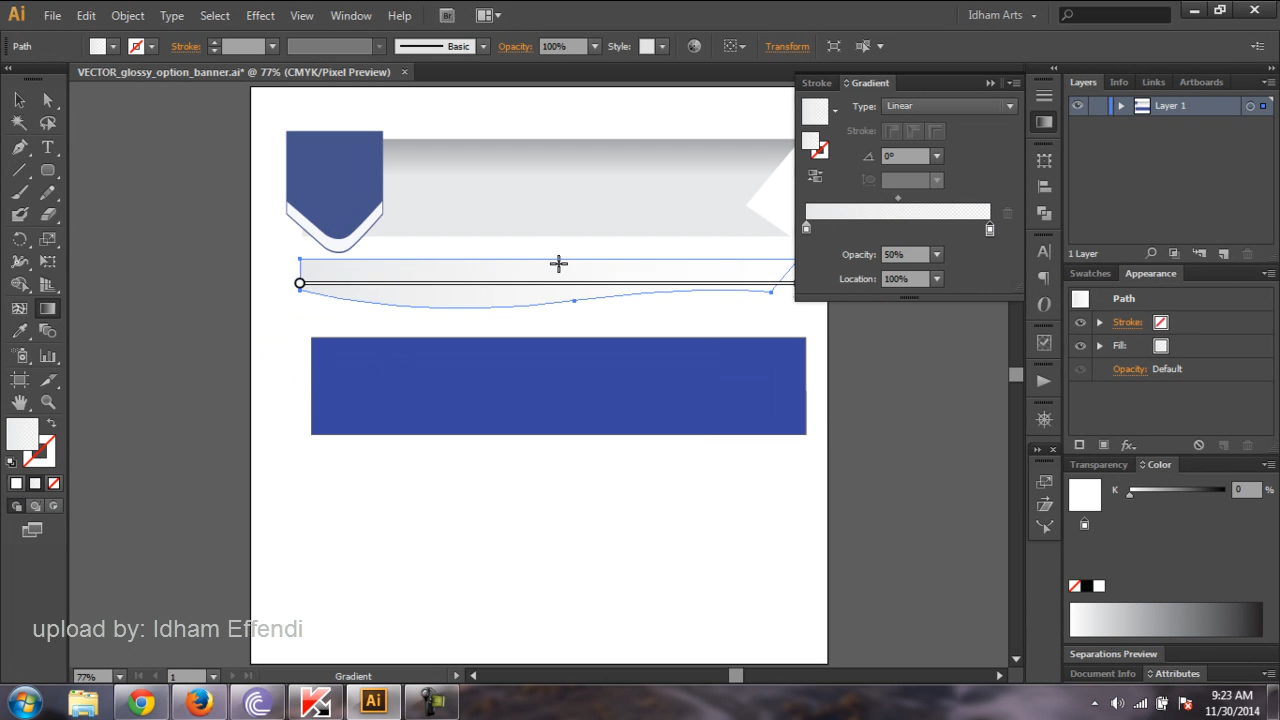 Ai File Edit Object Type Select Effect View Window Help Br Idham Arts
Path Stroke: Basic Opacity: 100% Style: Transform
VECTOR_glossy_option_banner.ai* @ 77% (CMYK/Pixel Preview)
Stroke Gradient
Type: Linear
Stroke:
0°
Opacity: 50%
Location: 100%
Layers Info Links Artboards
Layer 1
1 Layer
Swatches Appearance
Path
Stroke:
Fill:
Opacity: Default
Transparency Color
K 0 %
Separations Preview
Document Info Attributes
upload by: Idham Effendi
77% 1 Gradient
Ai
9:23 AM
11/30/2014